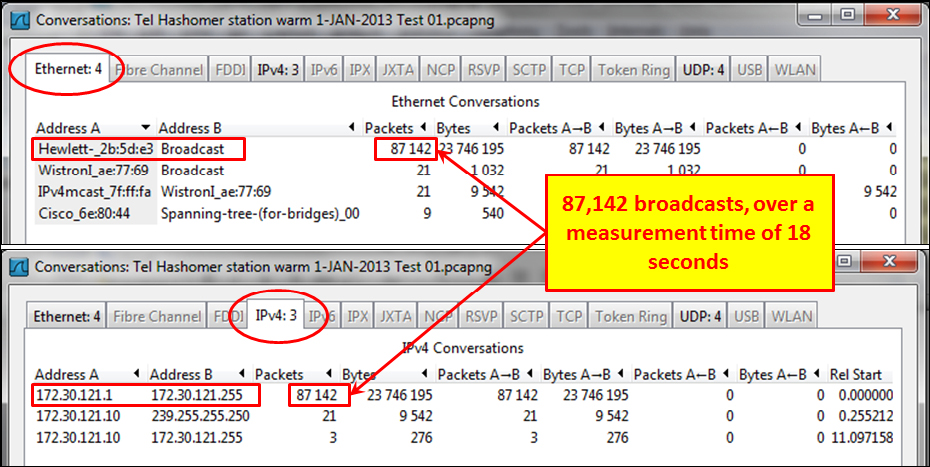 Conversations: Tel Hashomer station warm 1-JAN-2013 Test 01.pcapng
Ethernet: 4 Fibre Channel FDDI IPv4: 3 IPv6 IPX JXTA NCP RSVP SCTP TCP Token Ring UDP: 4 USB WLAN
Ethernet Conversations
Address A Address B Packets Bytes Packets A→B Bytes A→B Packets A←B Bytes A←B
Hewlett-_2b:5d:e3 Broadcast 87 142 23 746 195 87 142 23 746 195 0 0
WistronI_ae:77:69 Broadcast 21 1 032 21 1 032 0
IPv4mcast_7f:ff:fa WistronI_ae:77:69 21 9 542 9 542
Cisco_6e:80:44 Spanning-tree-(for-bridges)_00 9 540 0
87,142 broadcasts, over a
measurement time of 18
seconds
Conversations: Tel Hashomer station warm 1-JAN-2013 Test 01.pcapng
Ethernet: 4 Fibre Channel FDDI IPv4: 3 IPv6 IPX JXTA NCP RSVP SCTP TCP Token Ring UDP: 4 USB WLAN
IPv4 Conversations
Address A Address B Packets Bytes Packets A→B Bytes A→B Packets A←B Bytes A←B Rel Start
172.30.121.1 172.30.121.255 87 142 23 746 195 87 142 23 746 195 0 0 0.000000
172.30.121.10 239.255.255.250 21 9 542 21 9 542 0 0 0.255212
172.30.121.10 172.30.121.255 3 276 3 276 0 0 11.097158